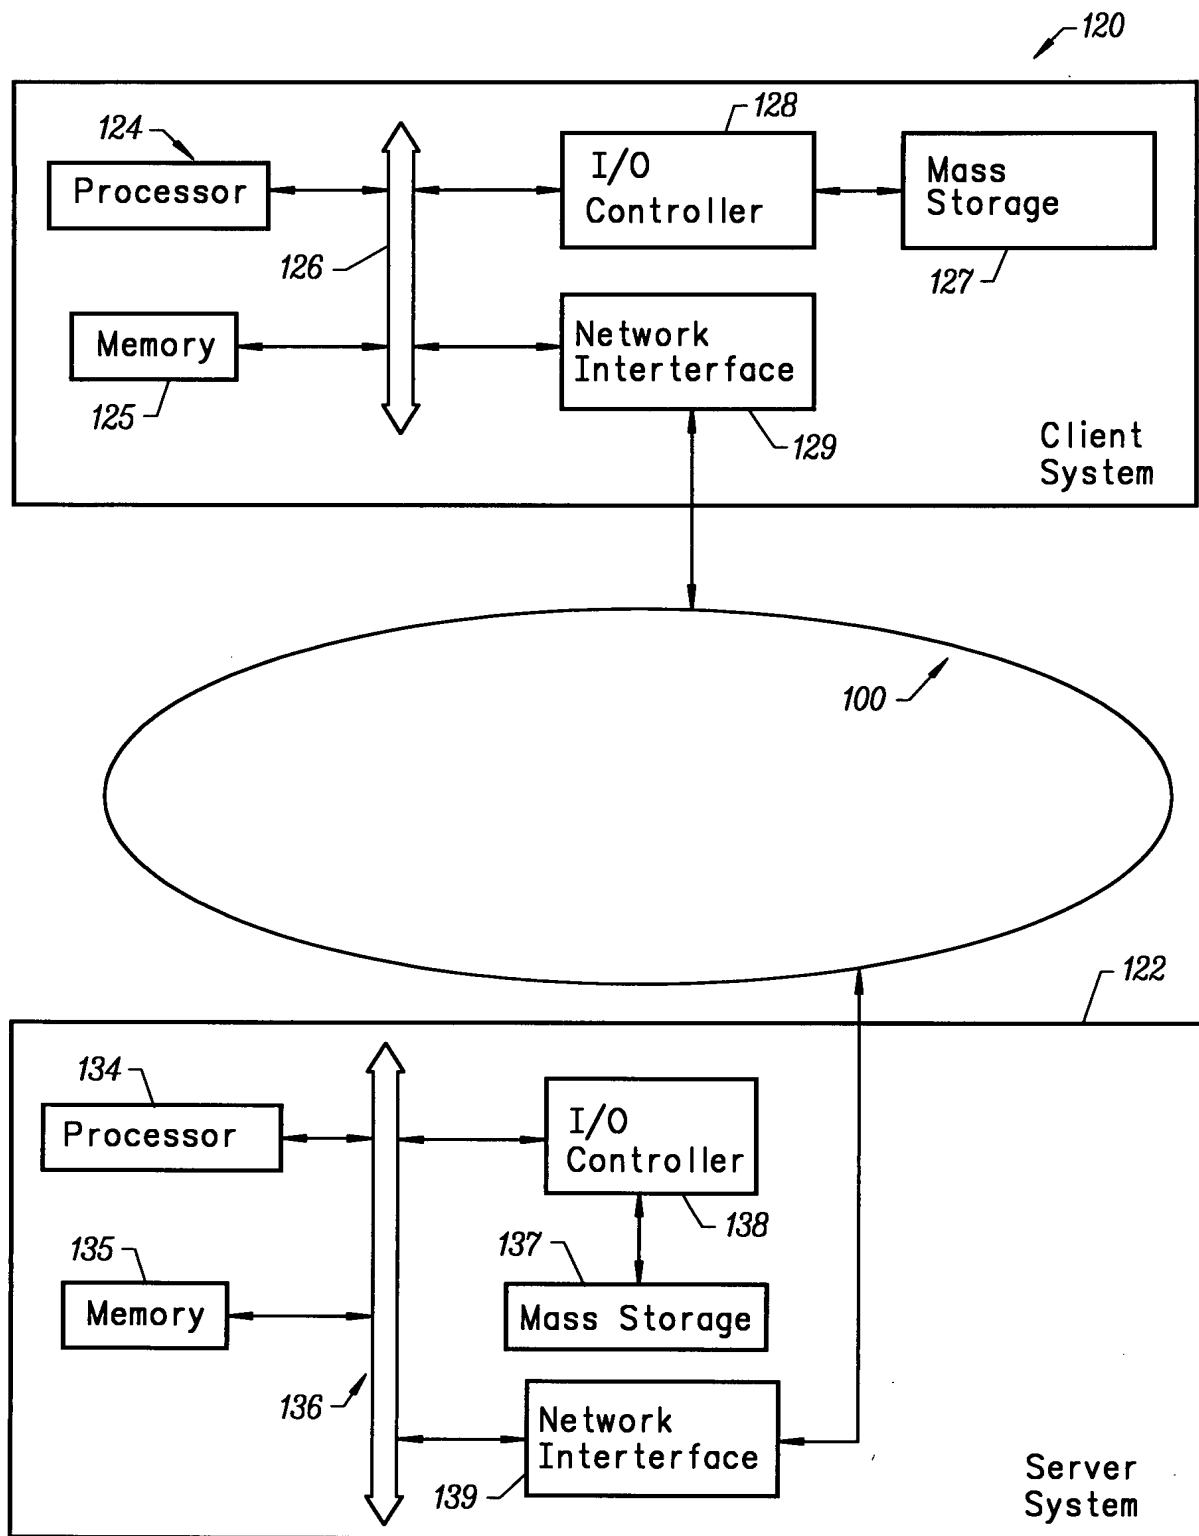 120
124
128
Processor
I/O
Controller
Mass
Storage
126
127
Memory
Network
Interterface
125
129
Client
System
100
122
134
Processor
I/O
Controller
138
135
137
Memory
Mass Storage
136
Network
Interterface
139
Server
System